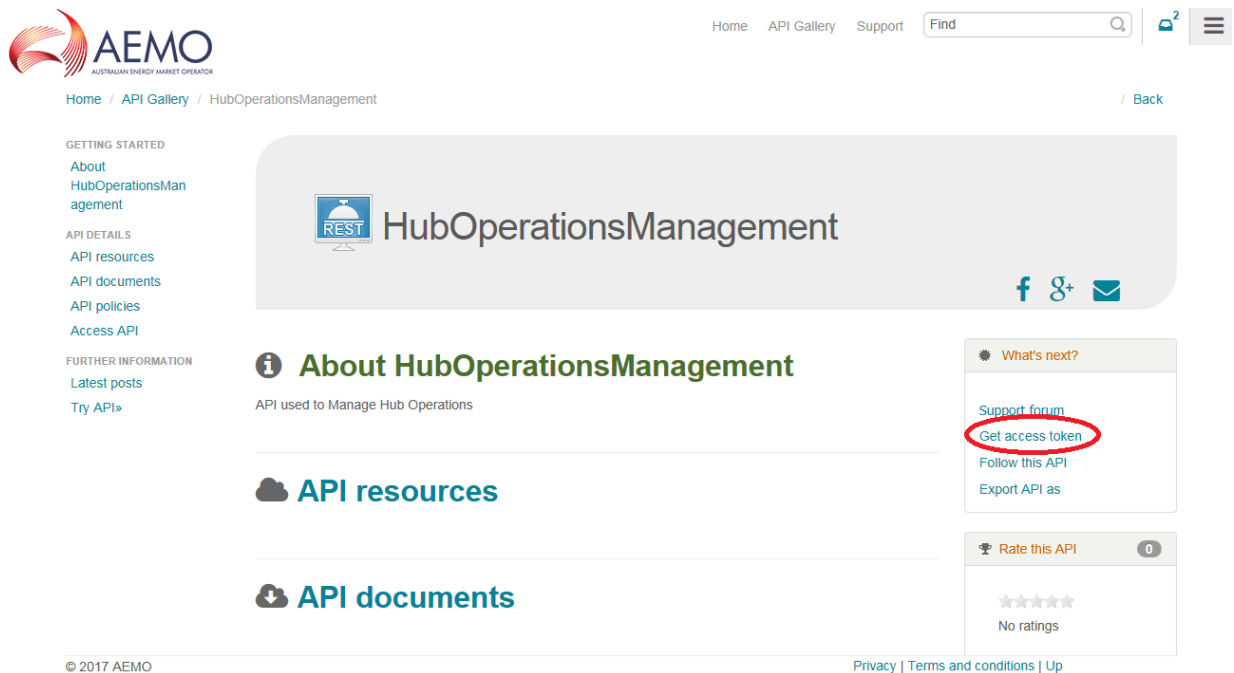 Home API Gallery Support Find 2
AEMO
AUSTRALIAN ENERGY MARKET OPERATOR
Home / API Gallery / HubOperationsManagement / Back
GETTING STARTED
About
HubOperationsMan
agement
API DETAILS
API resources
API documents
API policies
Access API
FURTHER INFORMATION
Latest posts
Try API»
REST
HubOperationsManagement
f g+
About HubOperationsManagement
API used to Manage Hub Operations
API resources
API documents
What's next?
Support forum
Get access token
Follow this API
Export API as
Rate this API 0
No ratings
© 2017 AEMO Privacy | Terms and conditions | Up